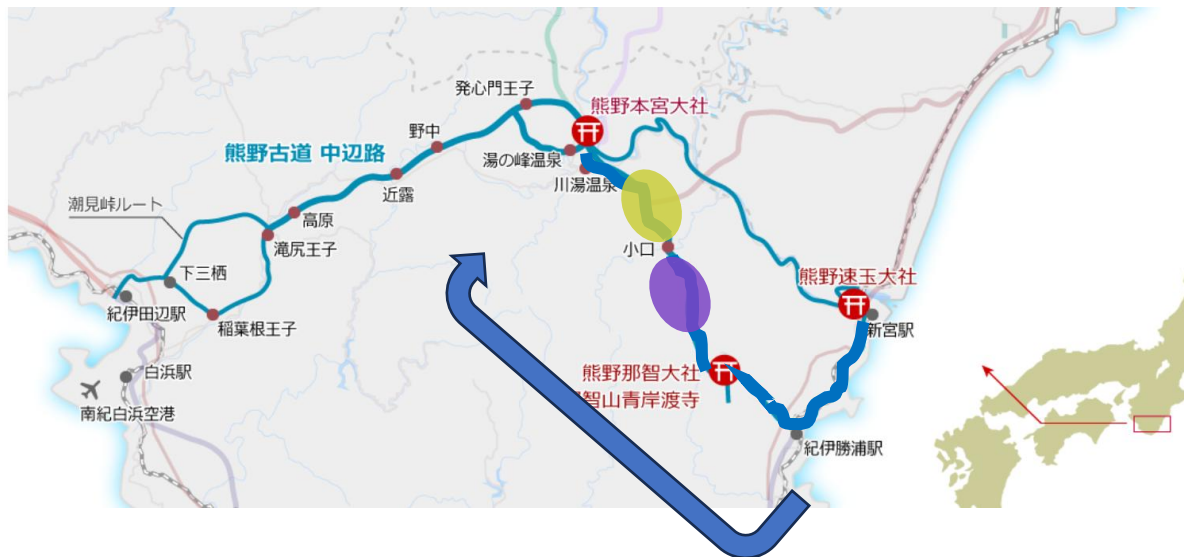 発心門王子
熊野本宮大社
野中
熊野古道 中辺路
湯の峰温泉
川湯温泉
近露
潮見峠ルート
高原
滝尻王子
小口
下三栖
熊野速玉大社
紀伊田辺駅
稲葉根王子
新宮駅
白浜駅
熊野那智大社
智山青岸渡寺
南紀白浜空港
紀伊勝浦駅